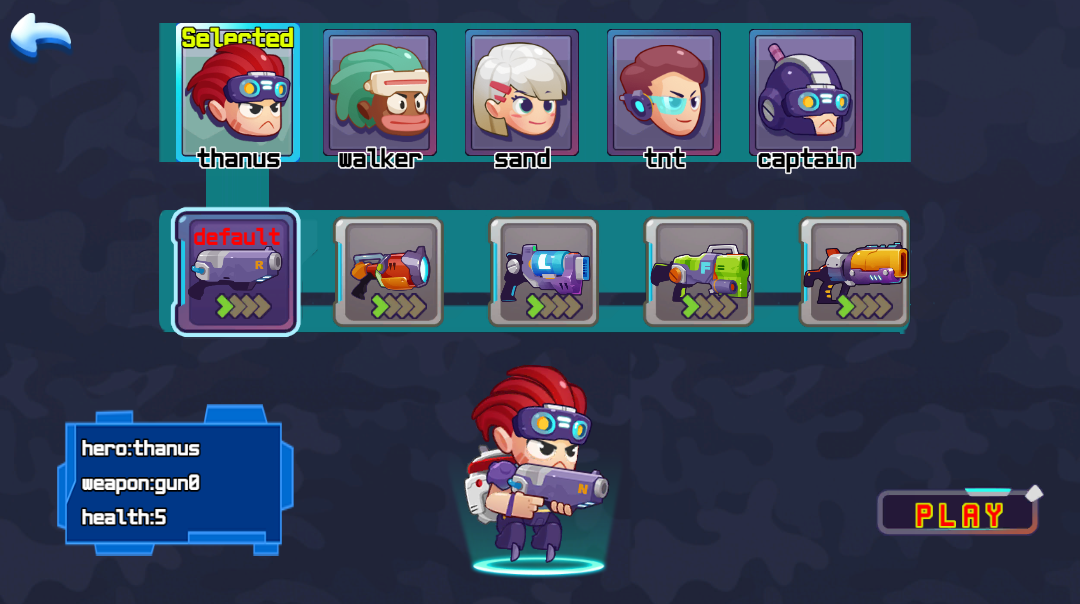 Selected
thanus
walker
sand
tnt
captain
default
R
L
F
hero:thanus
weapon:gun0
health:5
N
PLAY